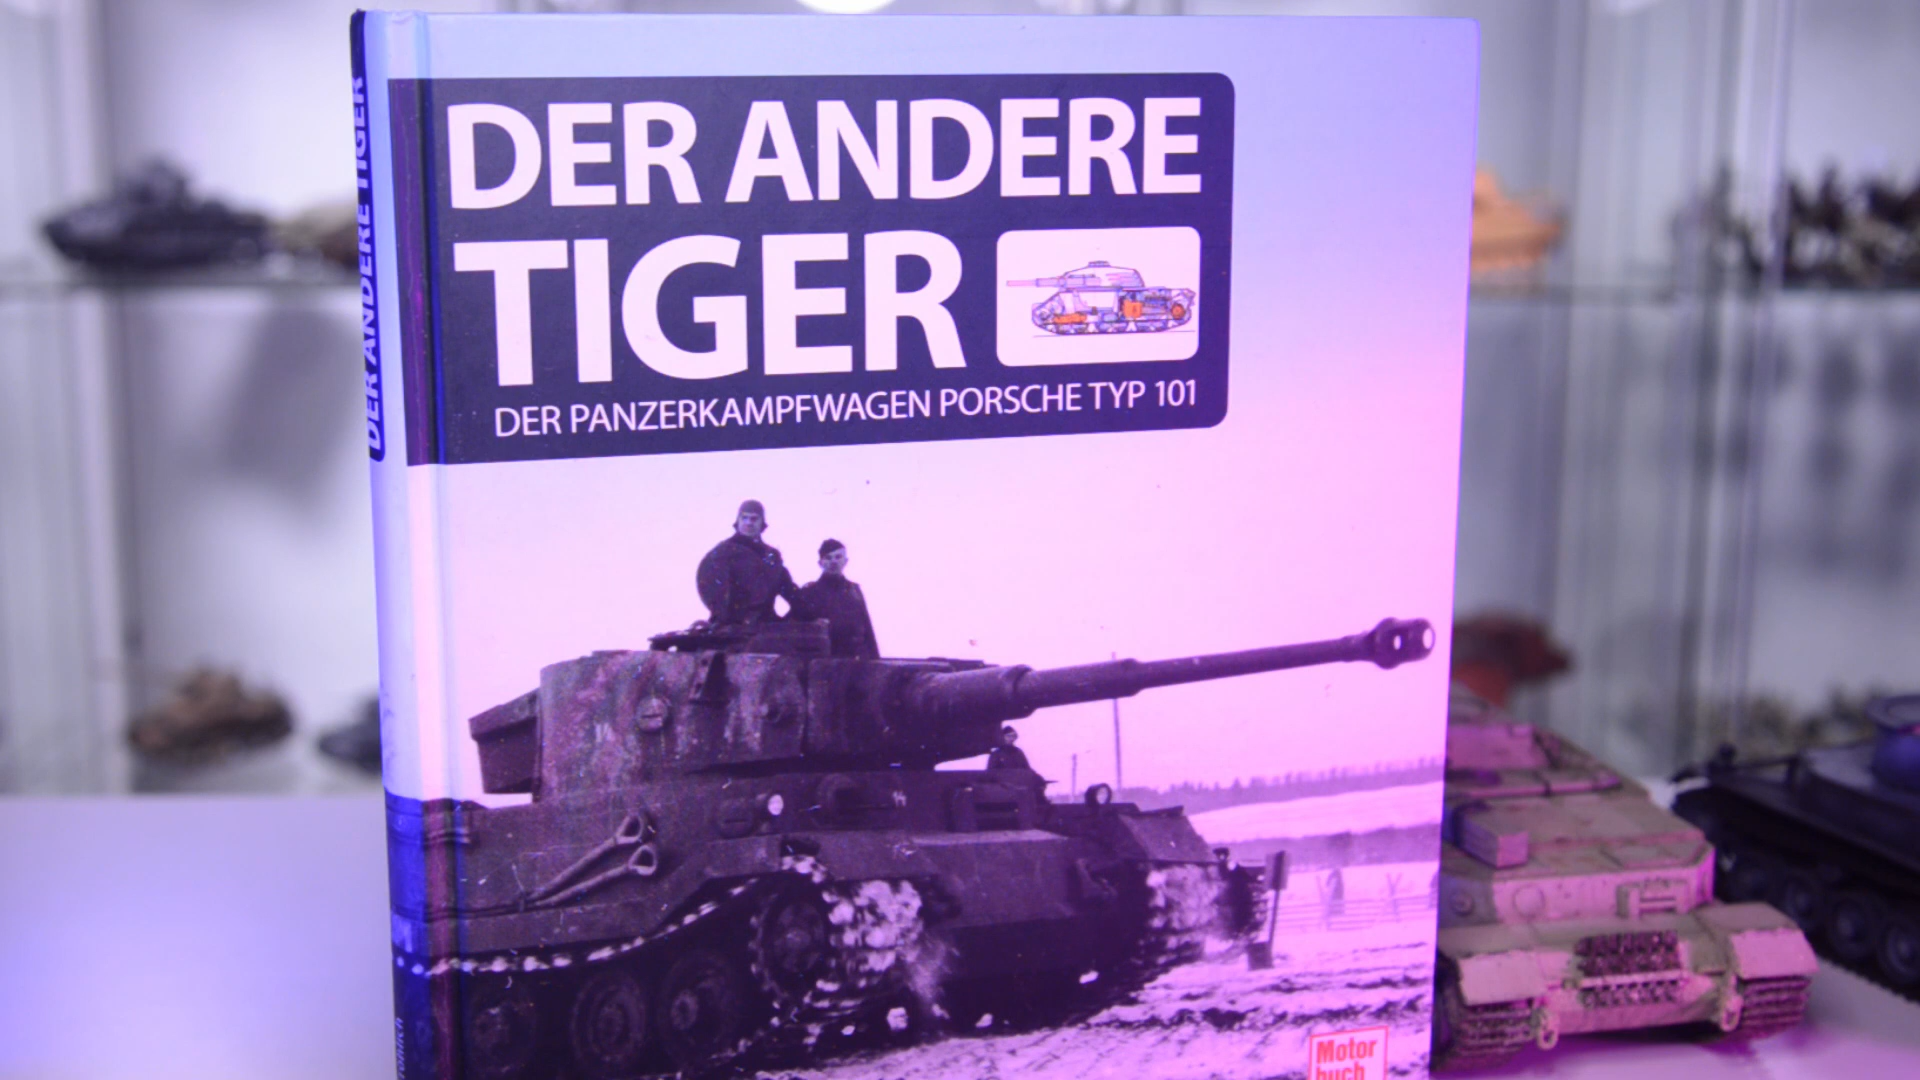 DER ANDERE
TIGER
DER PANZERKAMPFWAGEN PORSCHE TYP 101
DER ANDERE TIGER
Motor
buch